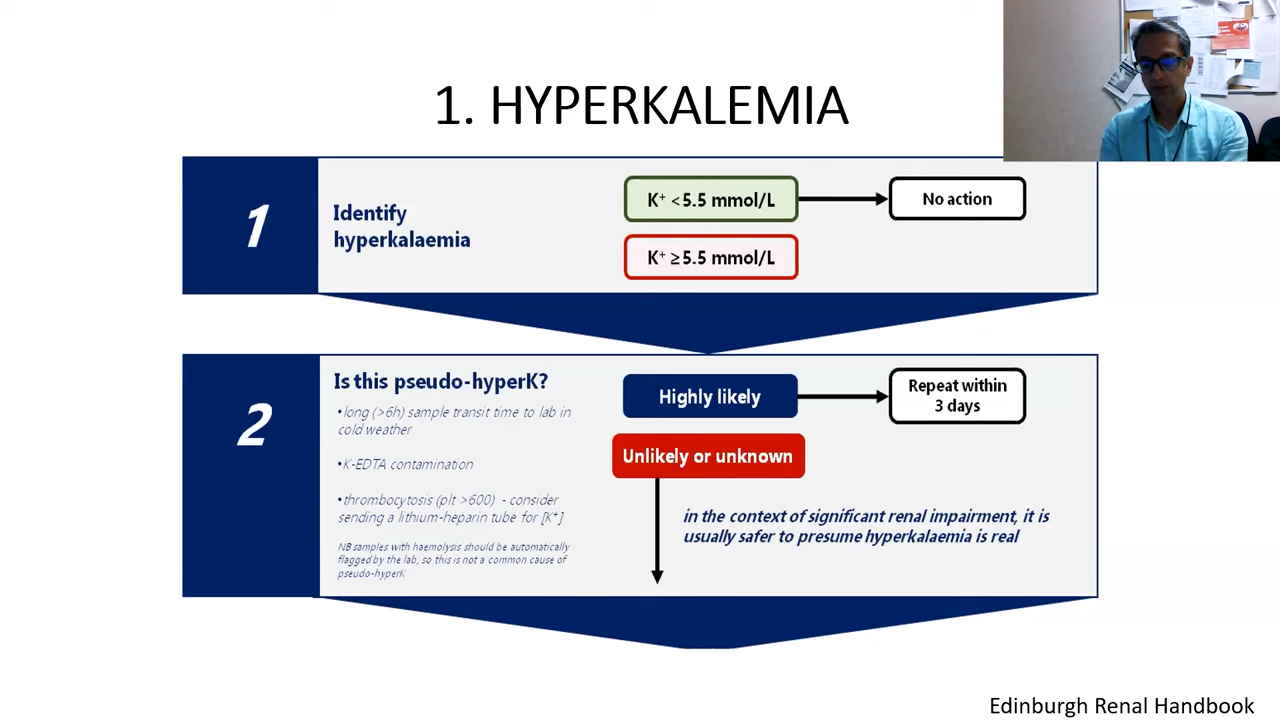 1. HYPERKALEMIA
1
Identify
hyperkalaemia
K⁺ <5.5 mmol/L
No action
K⁺ ≥5.5 mmol/L
2
Is this pseudo-hyperK?
•long (>6h) sample transit time to lab in
cold weather
•K-EDTA contamination
•thrombocytosis (plt >600) - consider
sending a lithium-heparin tube for [K⁺]
NB samples with haemolysis should be automatically
flagged by the lab, so this is not a common cause of
pseudo-hyperK
Highly likely
Repeat within
3 days
Unlikely or unknown
in the context of significant renal impairment, it is
usually safer to presume hyperkalaemia is real
Edinburgh Renal Handbook